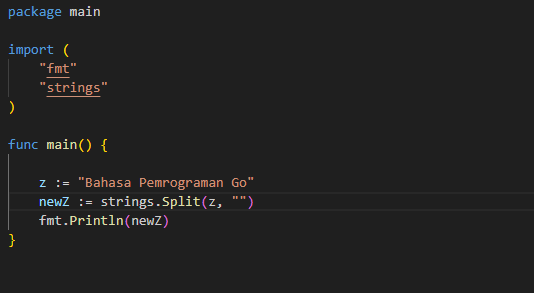 package main
import (
"fmt"
"strings"
)
func main() {
z := "Bahasa Pemrograman Go"
newZ := strings.Split(z, "")
fmt.Println(newZ)
}